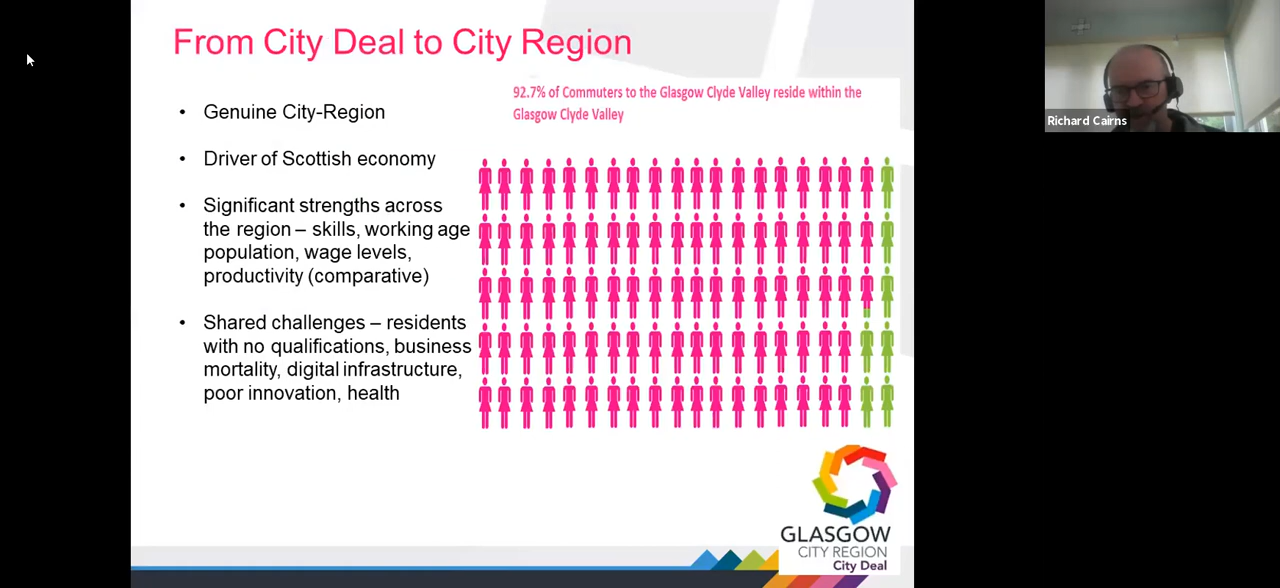 From City Deal to City Region
92.7% of Commuters to the Glasgow Clyde Valley reside within the
Glasgow Clyde Valley
• Genuine City-Region
• Driver of Scottish economy
• Significant strengths across
the region – skills, working age
population, wage levels,
productivity (comparative)
• Shared challenges – residents
with no qualifications, business
mortality, digital infrastructure,
poor innovation, health
GLASGOW
CITY REGION
City Deal
Richard Cairns